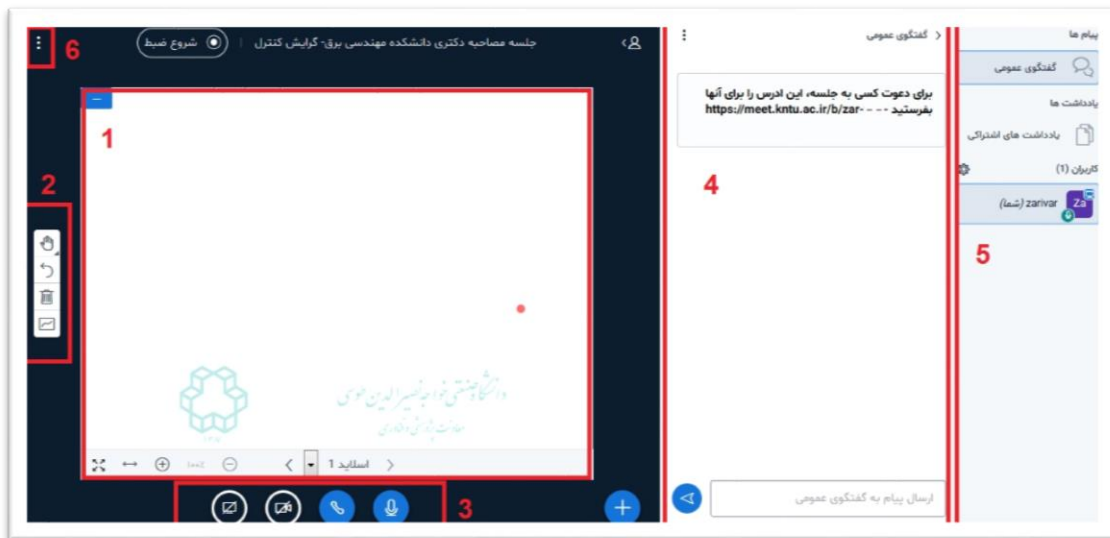 پیام ها
گفتگوی عمومی
یادداشت ها
یادداشت های اشتراکی
کاربران (1)
Za
zarivar (شما)
5
گفتگوی عمومی
برای دعوت کسی به جلسه، این ادرس را برای آنها
بفرستید https://meet.kntu.ac.ir/b/zar-----
4
ارسال پیام به گفتگوی عمومی
جلسه مصاحبه دکتری دانشکده مهندسی برق- گرایش کنترل | شروع ضبط
6
1
2
دانشگاه صنعتی خواجه نصیرالدین طوسی
معاونت پژوهشی و فناوری
اسلاید 1
3